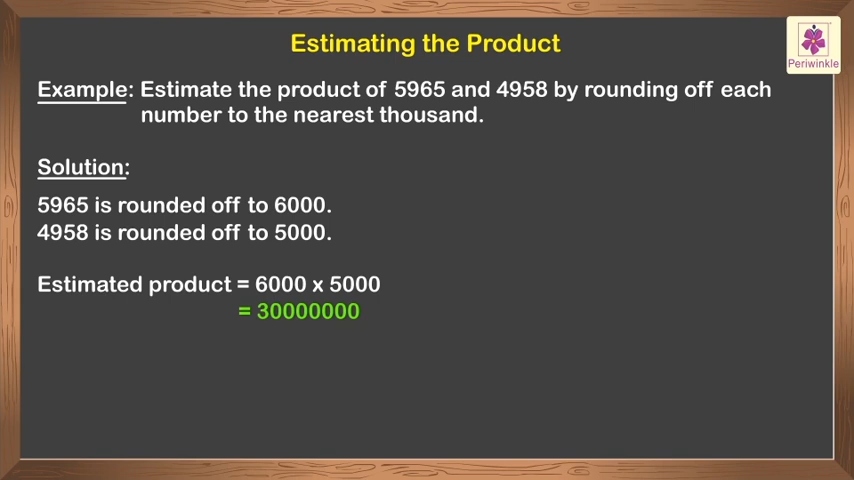 Estimating the Product
Periwinkle
Example: Estimate the product of 5965 and 4958 by rounding off each
number to the nearest thousand.
Solution:
5965 is rounded off to 6000.
4958 is rounded off to 5000.
Estimated product = 6000 x 5000
= 30000000